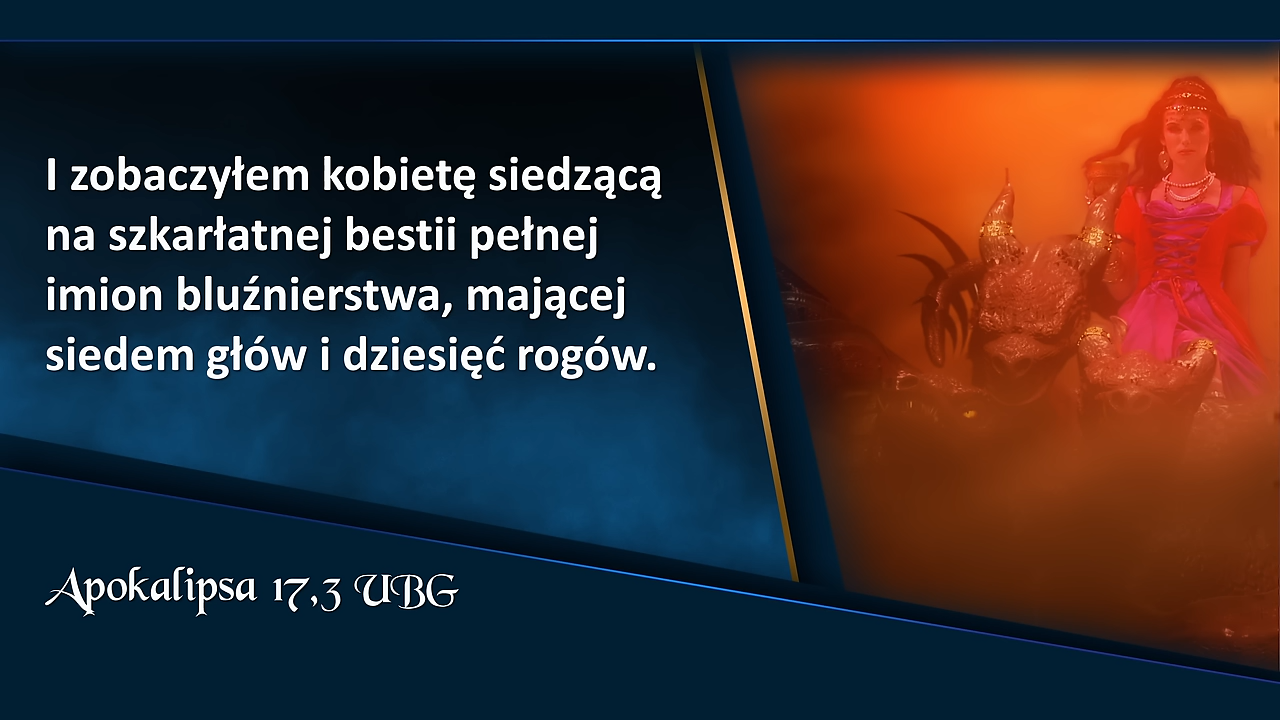 I zobaczyłem kobietę siedzącą
na szkarłatnej bestii pełnej
imion bluźnierstwa, mającej
siedem głów i dziesięć rogów.
Apokalipsa 17,3 UBG